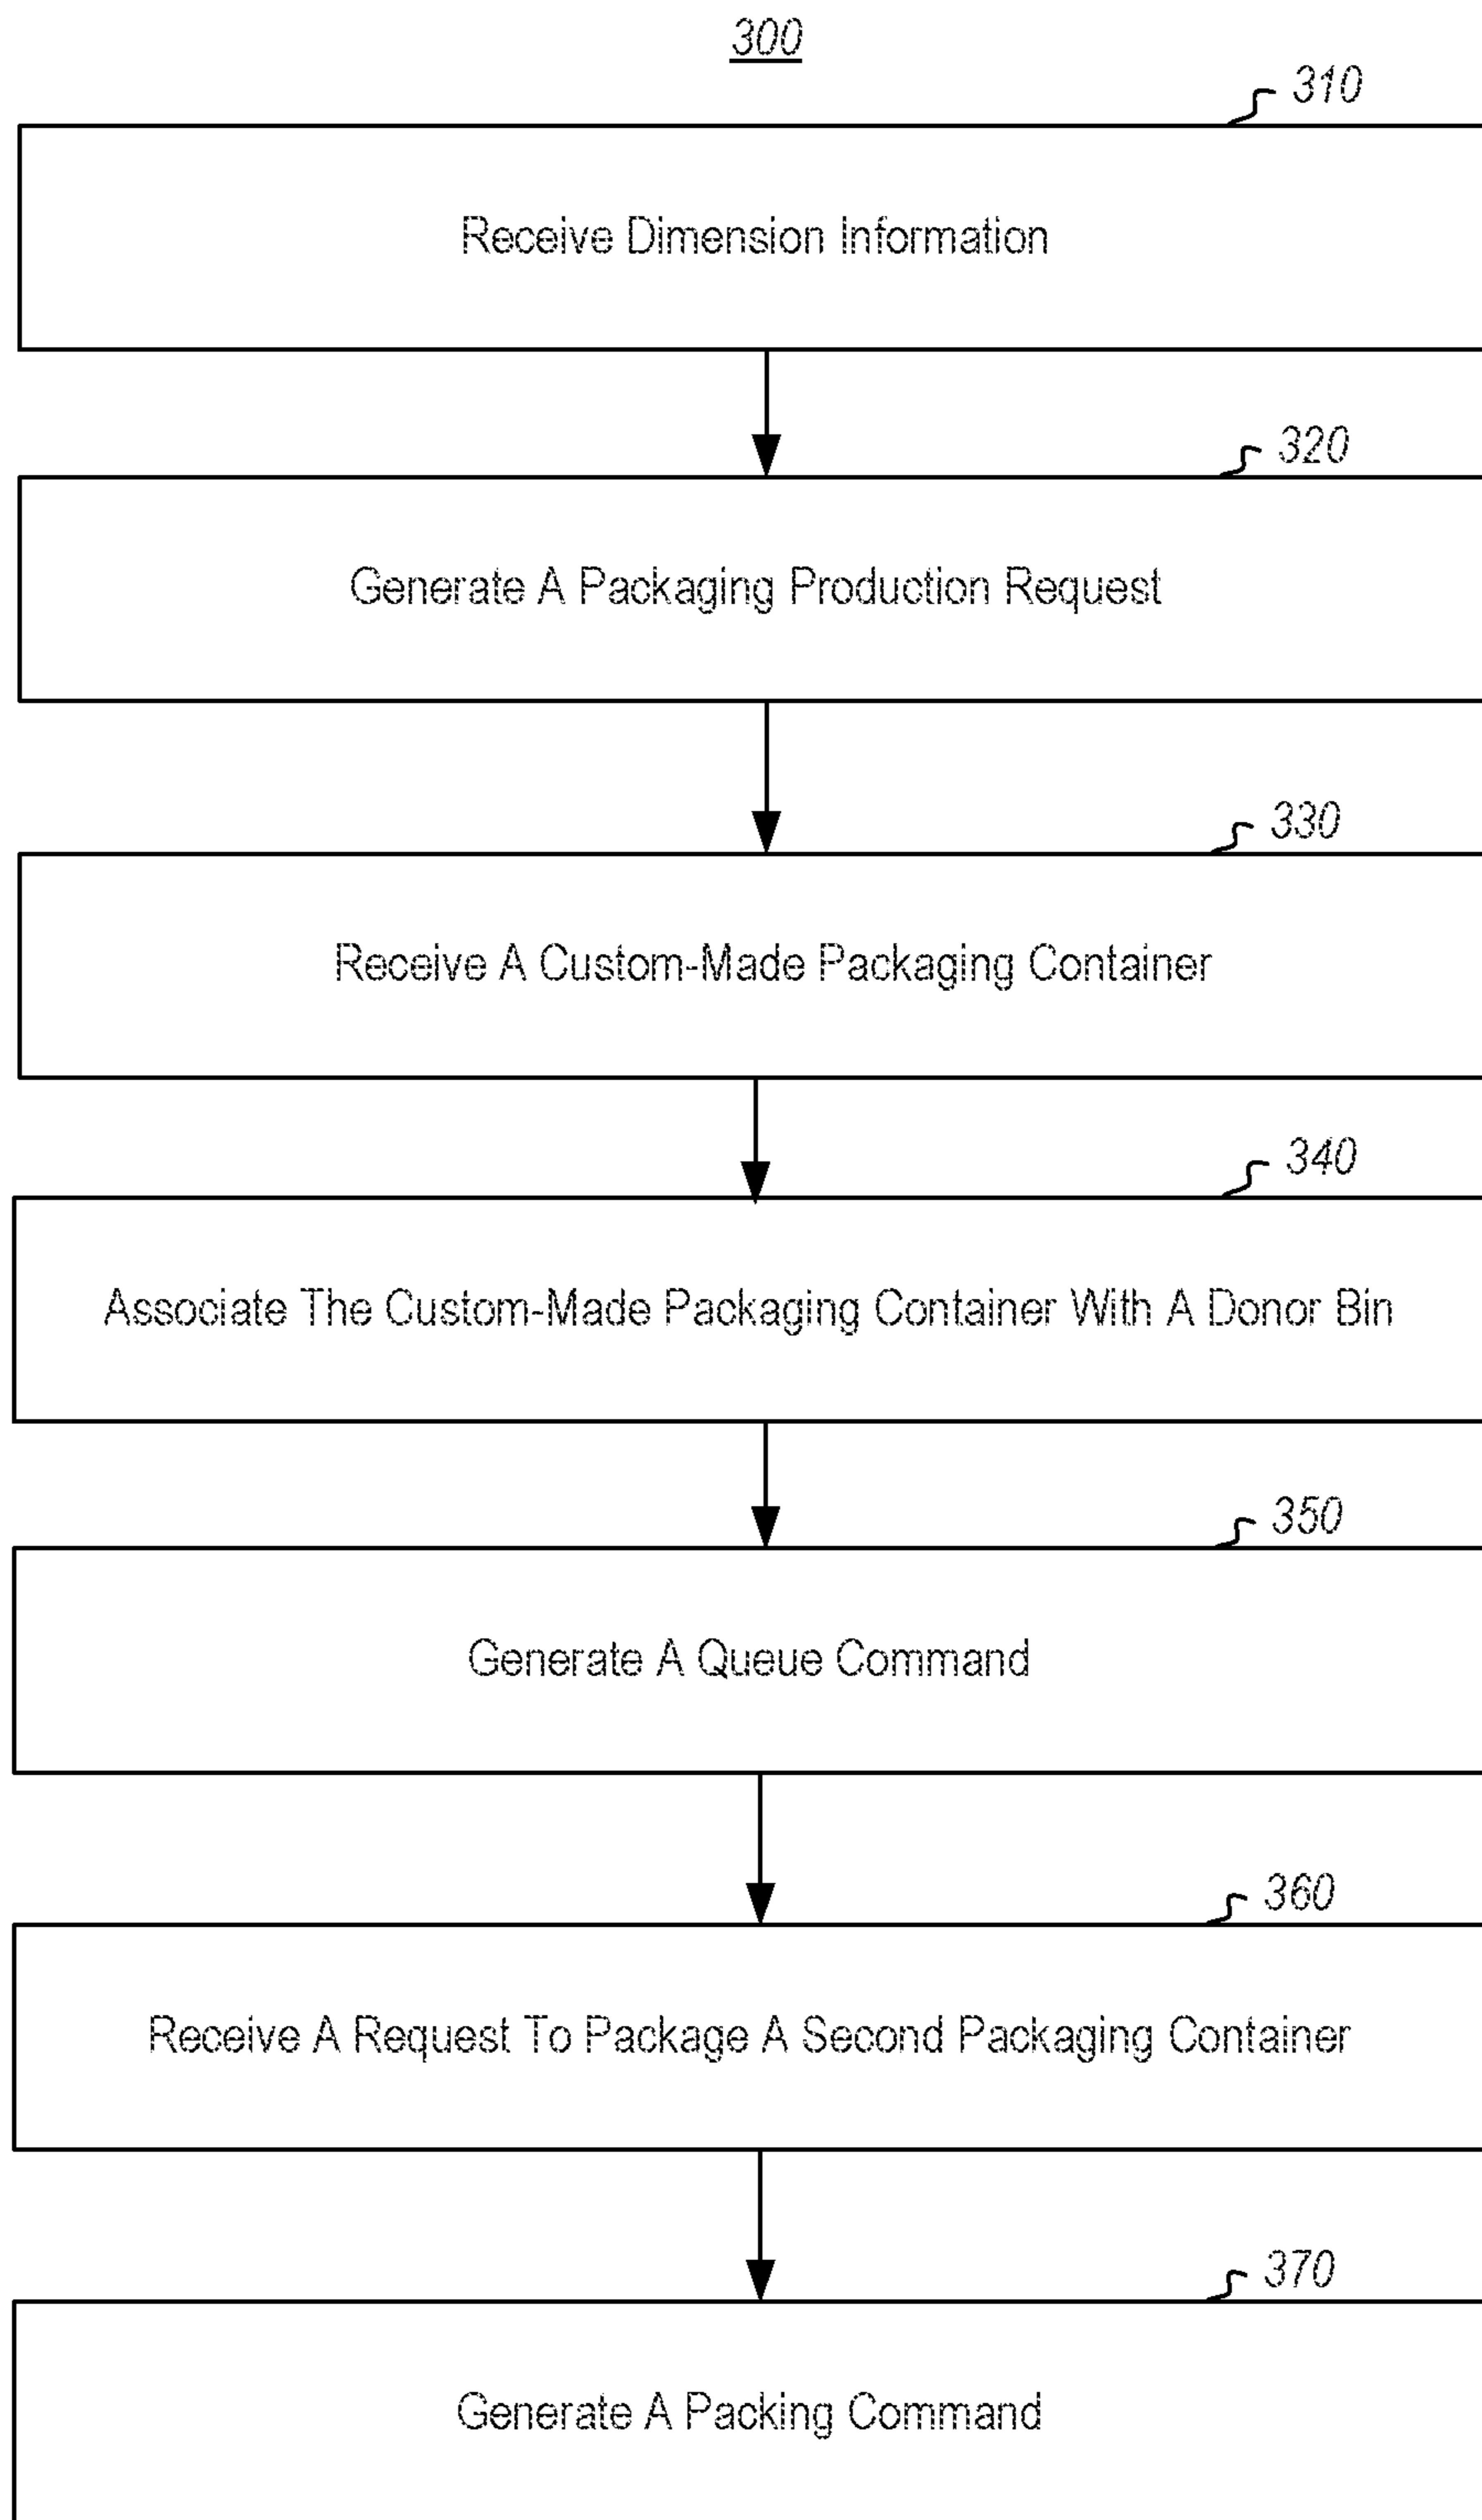 300
310
Receive Dimension Information
320
Generate A Packaging Production Request
330
Receive A Custom-Made Packaging Container
340
Associate The Custom-Made Packaging Container With A Donor Bin
350
Generate A Queue Command
360
Receive A Request To Package A Second Packaging Container
370
Generate A Packing Command